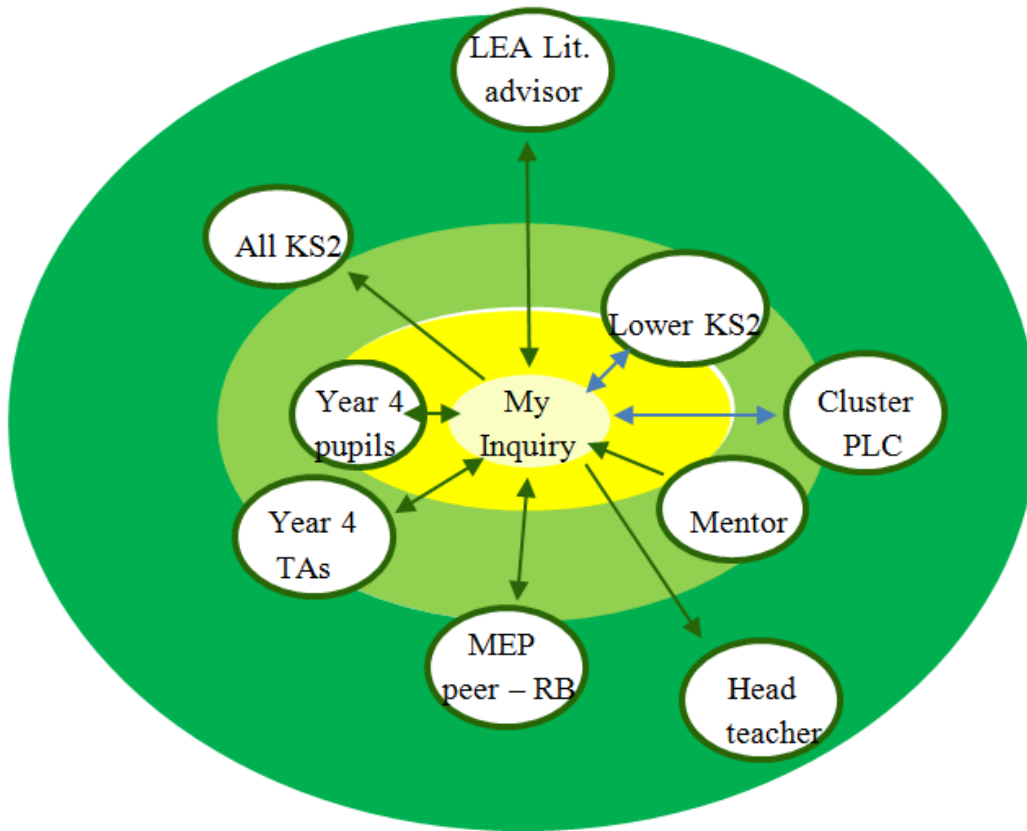 LEA Lit.
advisor
All KS2
Lower KS2
Year 4
pupils
My
Inquiry
Cluster
PLC
Year 4
TAs
Mentor
MEP
peer – RB
Head
teacher